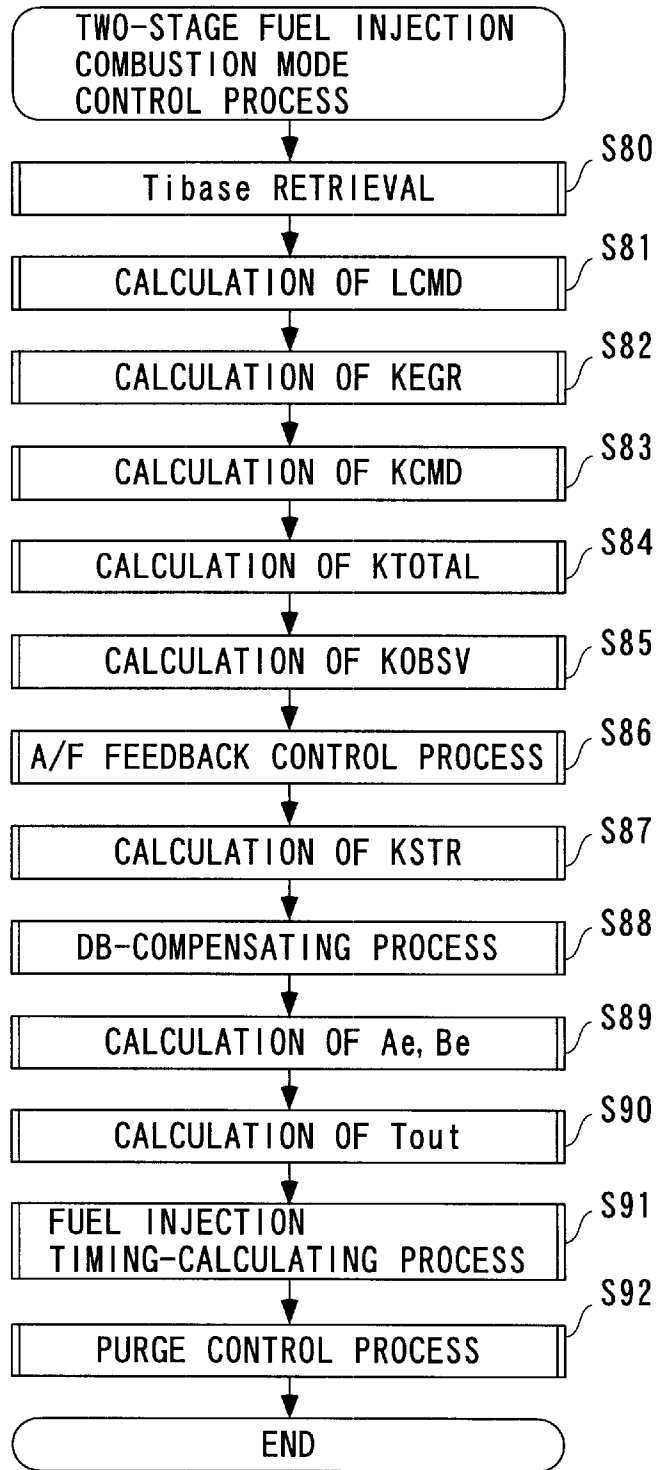 TWO-STAGE FUEL INJECTION
COMBUSTION MODE
CONTROL PROCESS
S80
Tibase RETRIEVAL
S81
CALCULATION OF LCMD
S82
CALCULATION OF KEGR
S83
CALCULATION OF KCMD
S84
CALCULATION OF KTOTAL
S85
CALCULATION OF KOBSV
S86
A/F FEEDBACK CONTROL PROCESS
S87
CALCULATION OF KSTR
S88
DB-COMPENSATING PROCESS
S89
CALCULATION OF Ae, Be
S90
CALCULATION OF Tout
S91
FUEL INJECTION
TIMING-CALCULATING PROCESS
S92
PURGE CONTROL PROCESS
END